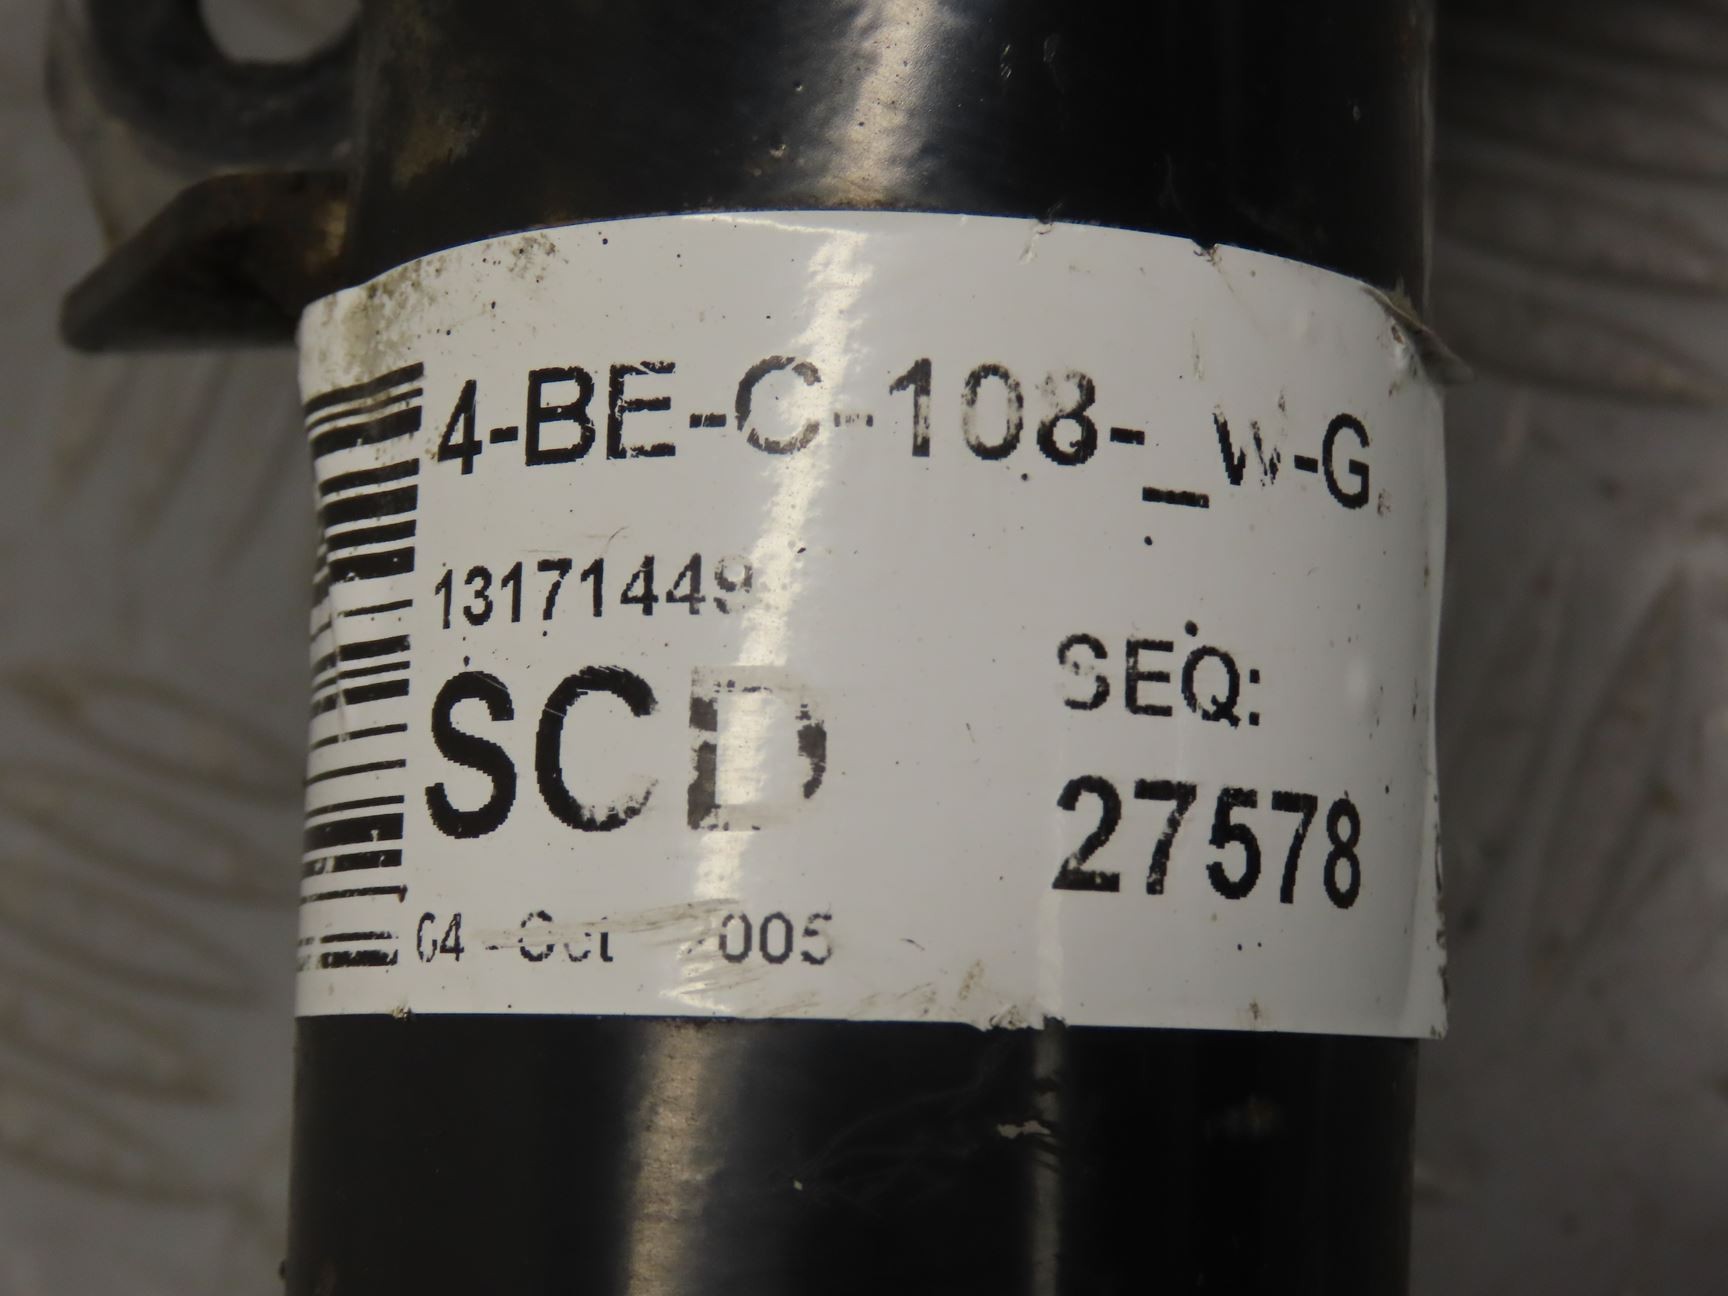 4-BE-C-108-_W-G
13171449
SCD
SEQ:
27578
04 - Oct 2005